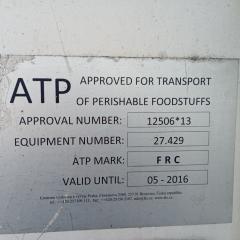 ATP APPROVED FOR TRANSPORT
OF PERISHABLE FOODSTUFFS
APPROVAL NUMBER: 12506*13
EQUIPMENT NUMBER: 27.429
ATP MARK: F R C
VALID UNTIL: 05 - 2016